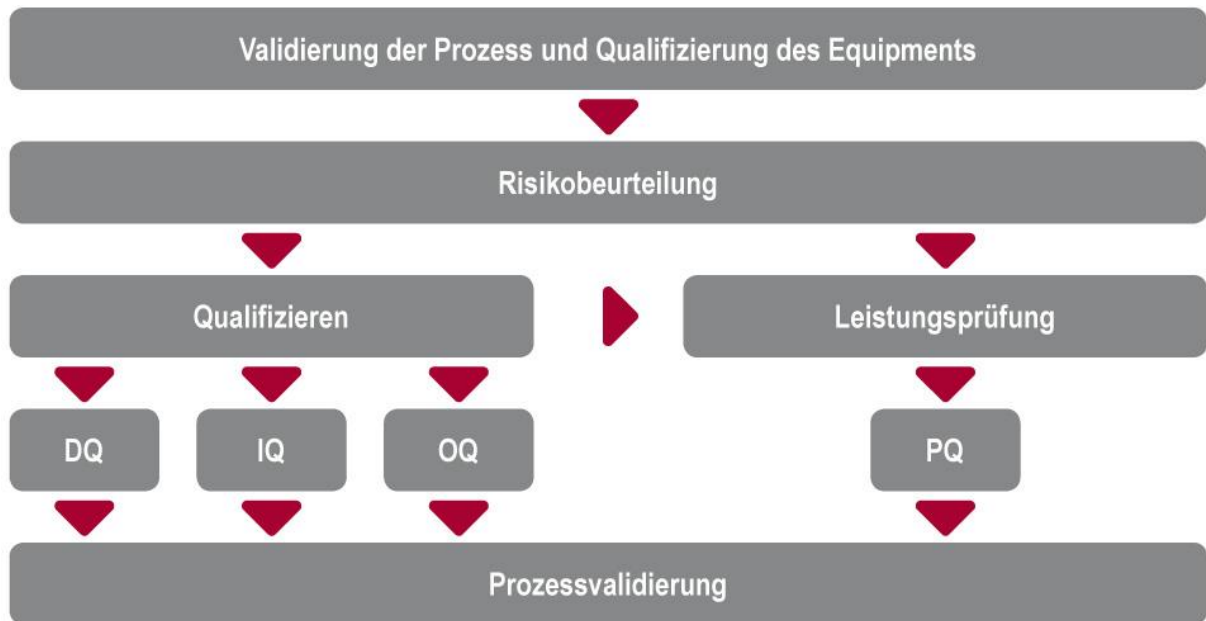 Validierung der Prozess und Qualifizierung des Equipments
Risikobeurteilung
Qualifizieren
Leistungsprüfung
DQ
IQ
OQ
PQ
Prozessvalidierung